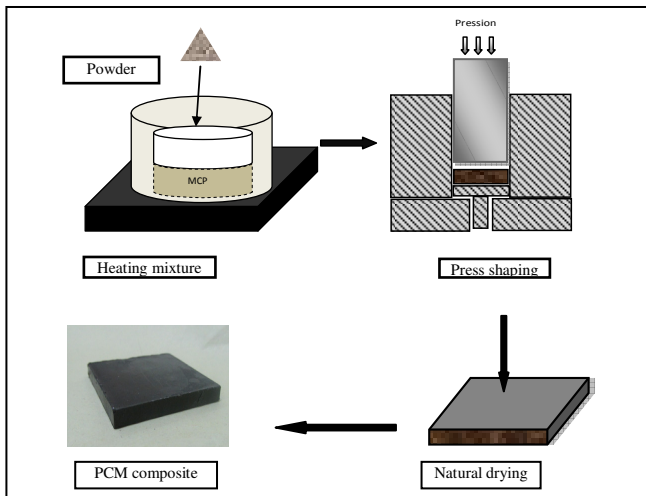 Pression
Powder
MCP
Heating mixture
Press shaping
PCM composite
Natural drying